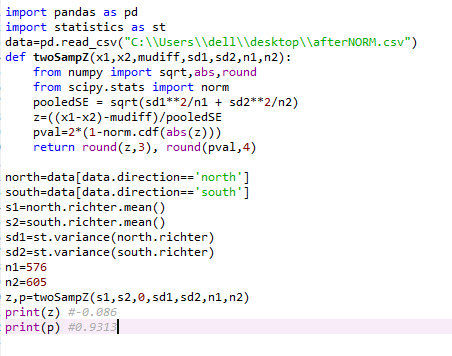 import pandas as pd
import statistics as st
data=pd.read_csv("C:\\Users\\dell\\desktop\\afterNORM.csv")
def twoSampZ(x1,x2,mudiff,sd1,sd2,n1,n2):
    from numpy import sqrt,abs,round
    from scipy.stats import norm
    pooledSE = sqrt(sd1**2/n1 + sd2**2/n2)
    z=((x1-x2)-mudiff)/pooledSE
    pval=2*(1-norm.cdf(abs(z)))
    return round(z,3), round(pval,4)
north=data[data.direction=='north']
south=data[data.direction=='south']
s1=north.richter.mean()
s2=south.richter.mean()
sd1=st.variance(north.richter)
sd2=st.variance(south.richter)
n1=576
n2=605
z,p=twoSampZ(s1,s2,0,sd1,sd2,n1,n2)
print(z) #-0.086
print(p) #0.9313